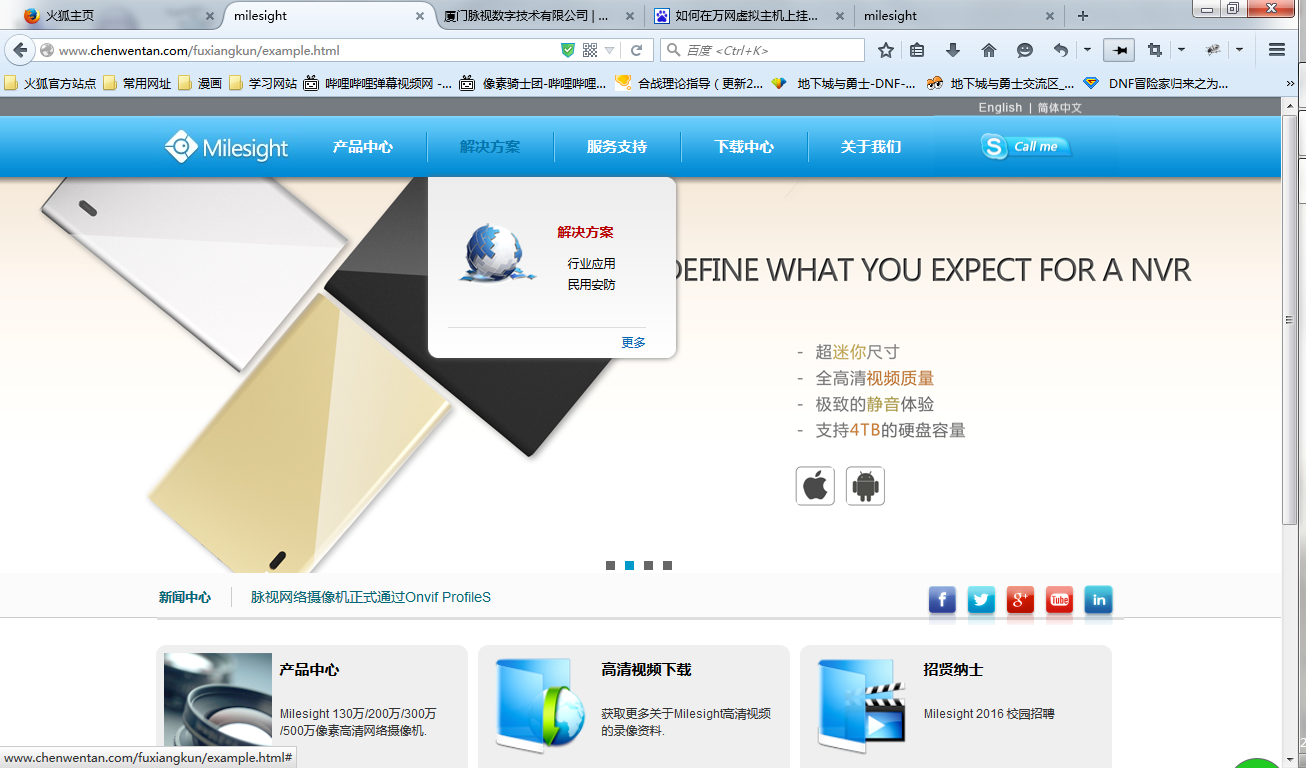 火狐主页
milesight
厦门脉视数字技术有限公司 | ...
如何在万网虚拟主机上挂...
milesight
www.chenwentan.com/fuxiangkun/example.html
百度 <Ctrl+K>
火狐官方站点
常用网址
漫画
学习网站
哔哩哔哩弹幕视频网 -...
像素骑士团-哔哩哔哩...
合战理论指导（更新2...
地下城与勇士-DNF-...
地下城与勇士交流区_...
DNF冒险家归来之为...
English | 简体中文
Milesight
产品中心
解决方案
服务支持
下载中心
关于我们
S Call me
解决方案
行业应用
民用安防
更多
DEFINE WHAT YOU EXPECT FOR A NVR
- 超迷你尺寸
- 全高清视频质量
- 极致的静音体验
- 支持4TB的硬盘容量
新闻中心
脉视网络摄像机正式通过Onvif ProfileS
f
g+
You Tube
in
产品中心
Milesight 130万/200万/300万
/500万像素高清网络摄像机.
高清视频下载
获取更多关于Milesight高清视频
的录像资料.
招贤纳士
Milesight 2016 校园招聘
www.chenwentan.com/fuxiangkun/example.html#